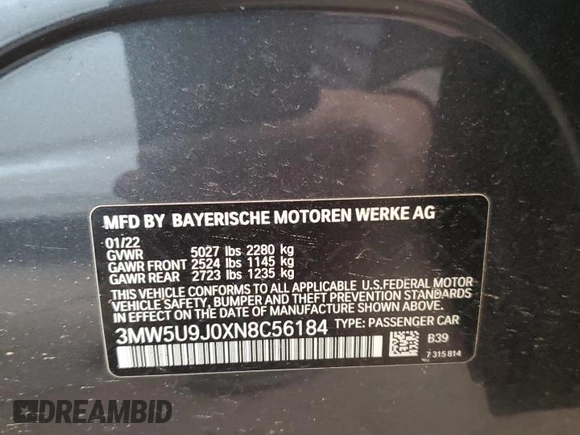 MFD BY BAYERISCHE MOTOREN WERKE AG
01/22
GVWR 5027 lbs 2280 kg
GAWR FRONT 2524 lbs 1145 kg
GAWR REAR 2723 lbs 1235 kg
THIS VEHICLE CONFORMS TO ALL APPLICABLE U.S.FEDERAL MOTOR
VEHICLE SAFETY, BUMPER AND THEFT PREVENTION STANDARDS
IN EFFECT ON THE DATE OF MANUFACTURE SHOWN ABOVE.
3MW5U9J0XN8C56184 TYPE: PASSENGER CAR
B39
7 315 814
DREAMBID